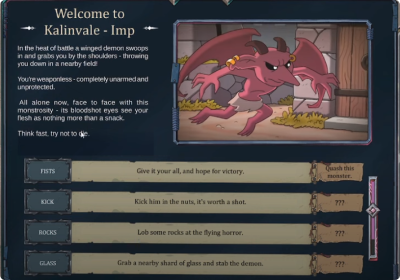 Welcome to
Kalinvale - Imp
In the heat of battle a winged demon swoops
in and grabs you by the shoulders - throwing
you down in a nearby field!
You're weaponless - completely unarmed and
unprotected.
All alone now, face to face with this
monstrosity - its bloodshot eyes see your
flesh as nothing more than a snack.
Think fast, try not to die.
FISTS
Give it your all, and hope for victory.
Quash this
monster.
KICK
Kick him in the nuts, it's worth a shot.
???
ROCKS
Lob some rocks at the flying horror.
???
GLASS
Grab a nearby shard of glass and stab the demon.
???